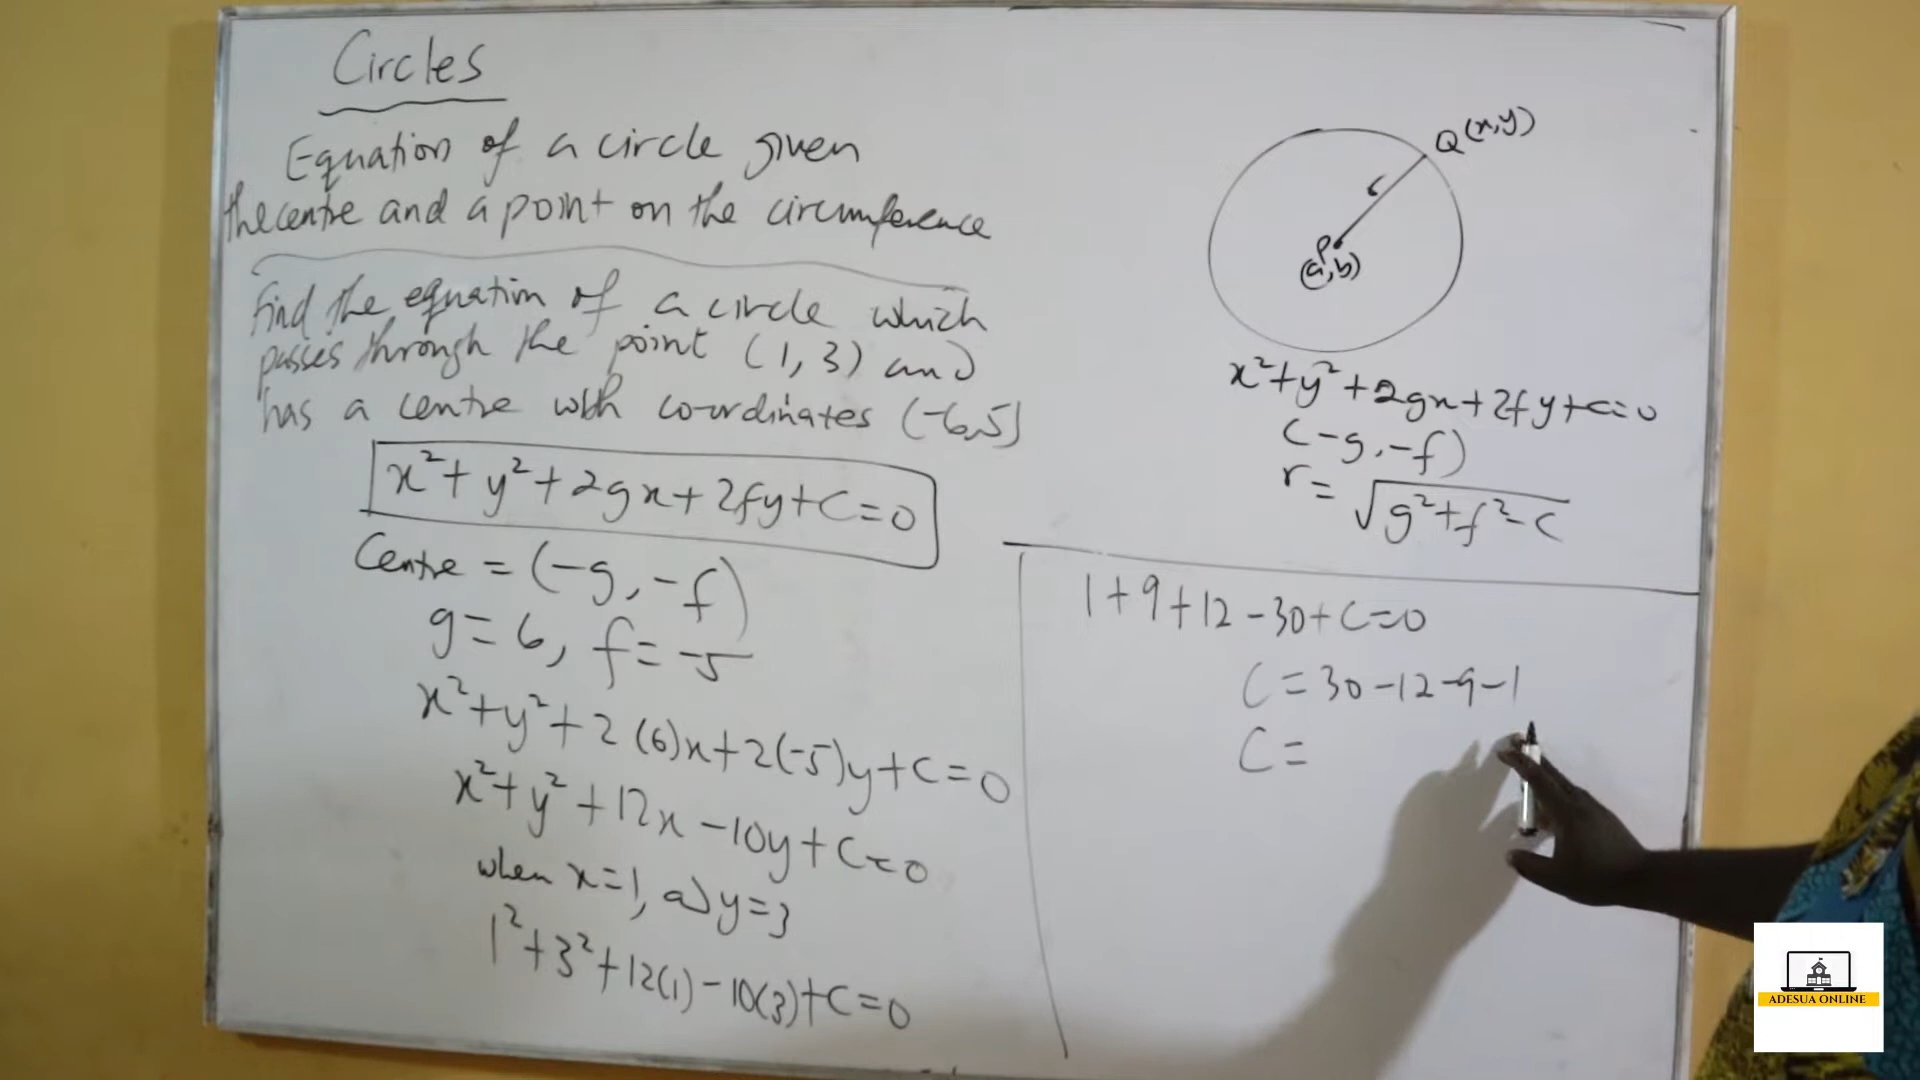 Circles
Equation of a circle given
the centre and a point on the circumference
Find the equation of a circle which
passes through the point (1, 3) and
has a centre with co-ordinates (-6,5)
x²+y²+2gx+2fy+C=0
Centre = (-g, -f)
g=6, f=-5
x²+y²+2(6)x+2(-5)y+C=0
x²+y²+12x-10y+C=0
when x=1, ad y=3
1²+3²+12(1)-10(3)+C=0
Q(x,y)
r
P
(a,b)
x²+y²+2gx+2fy+c=0
(-g,-f)
r=√g²+f²-c
1+9+12-30+C=0
C=30-12-9-1
C=
ADESUA ONLINE